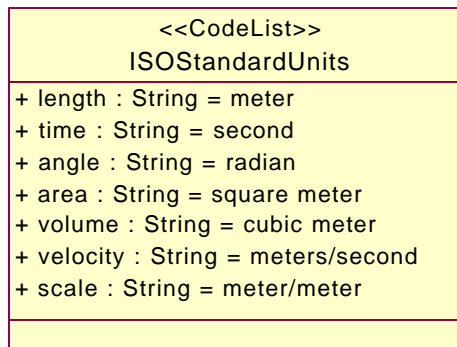 <<CodeList>>
ISOStandardUnits
+ length : String = meter
+ time : String = second
+ angle : String = radian
+ area : String = square meter
+ volume : String = cubic meter
+ velocity : String = meters/second
+ scale : String = meter/meter